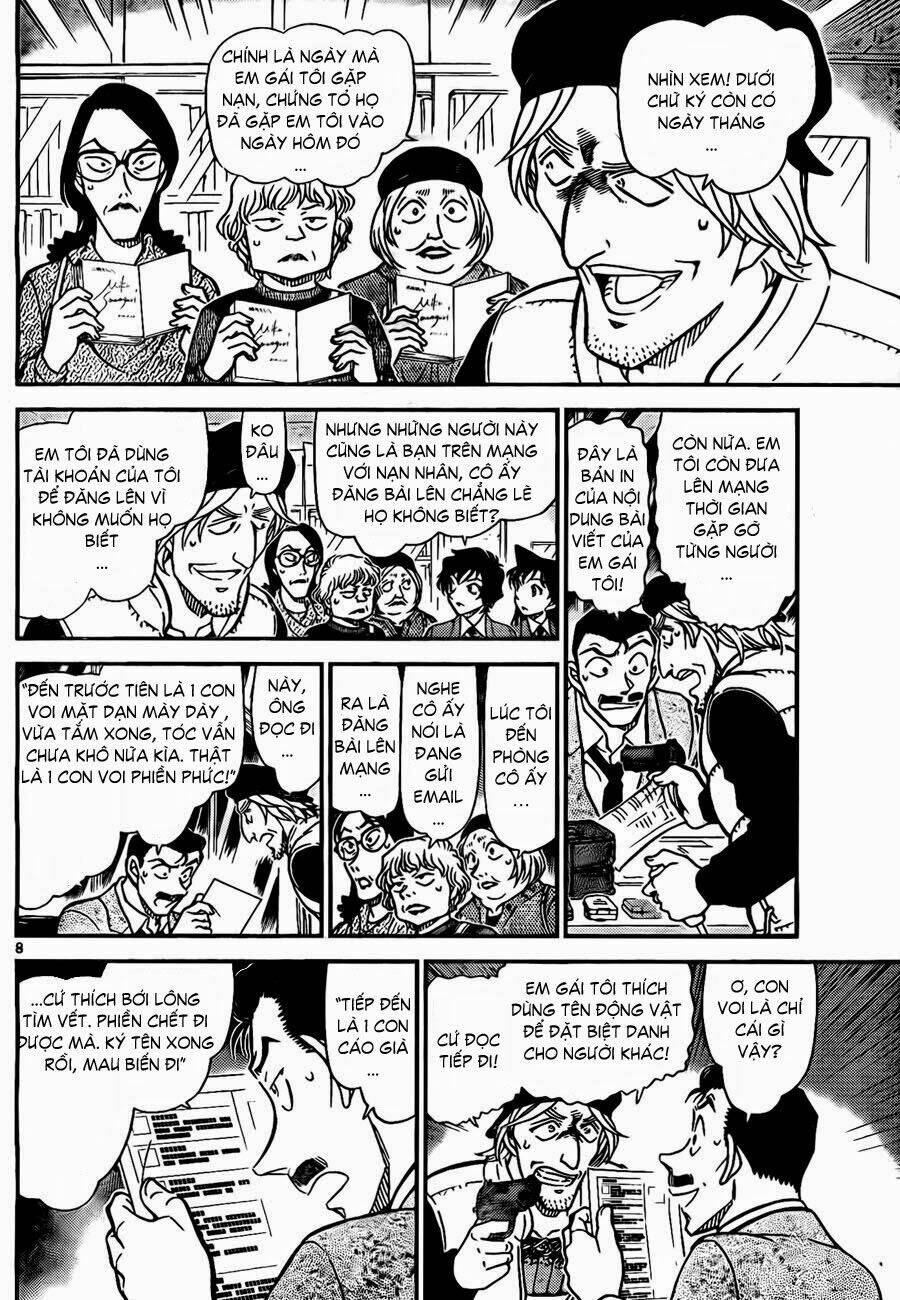 NHÌN XEM! DƯỚI
CHỮ KÝ CÒN CÓ
NGÀY THÁNG
...
CHÍNH LÀ NGÀY MÀ
EM GÁI TÔI GẶP
NẠN, CHỨNG TỎ HỌ
ĐÃ GẶP EM TÔI VÀO
NGÀY HÔM ĐÓ
...
CÒN NỮA. EM
TÔI CÒN ĐƯA
LÊN MẠNG
THỜI GIAN
GẶP GỠ
TỪNG NGƯỜI
...
ĐÂY LÀ
BẢN IN
CỦA NỘI
DUNG BÀI
VIẾT CỦA
EM GÁI
TÔI!
NHƯNG NHỮNG NGƯỜI NÀY
CŨNG LÀ BẠN TRÊN MẠNG
VỚI NẠN NHÂN, CÔ ẤY
ĐĂNG BÀI LÊN CHẲNG LẼ
HỌ KHÔNG BIẾT?
KO
ĐÂU
...
EM TÔI ĐÃ DÙNG
TÀI KHOẢN CỦA TÔI
ĐỂ ĐĂNG LÊN VÌ
KHÔNG MUỐN HỌ
BIẾT
...
LÚC TÔI
ĐẾN
PHÒNG
CÔ ẤY
...
NGHE
CÔ ẤY
NÓI LÀ
ĐANG
GỬI
EMAIL
...
RA LÀ
ĐĂNG
BÀI LÊN
MẠNG
...
NÀY,
ÔNG
ĐỌC ĐI
...
"ĐẾN TRƯỚC TIÊN LÀ 1 CON
VOI MẶT DẠN MÀY DÀY ,
VỪA TẮM XONG, TÓC VẪN
CHƯA KHÔ NỮA KÌA. THẬT
LÀ 1 CON VOI PHIỀN PHỨC!"
8
Ơ, CON
VOI LÀ CHỈ
CÁI GÌ
VẬY?
EM GÁI TÔI THÍCH
DÙNG TÊN ĐỘNG VẬT
ĐỂ ĐẶT BIỆT DANH
CHO NGƯỜI KHÁC!
CỨ ĐỌC
TIẾP ĐI!
"TIẾP ĐẾN
LÀ 1 CON
CÁO GIÀ
...
...CỨ THÍCH BỚI LÔNG
TÌM VẾT. PHIỀN CHẾT ĐI
ĐƯỢC MÀ. KÝ TÊN XONG
RỒI, MAU BIẾN ĐI"